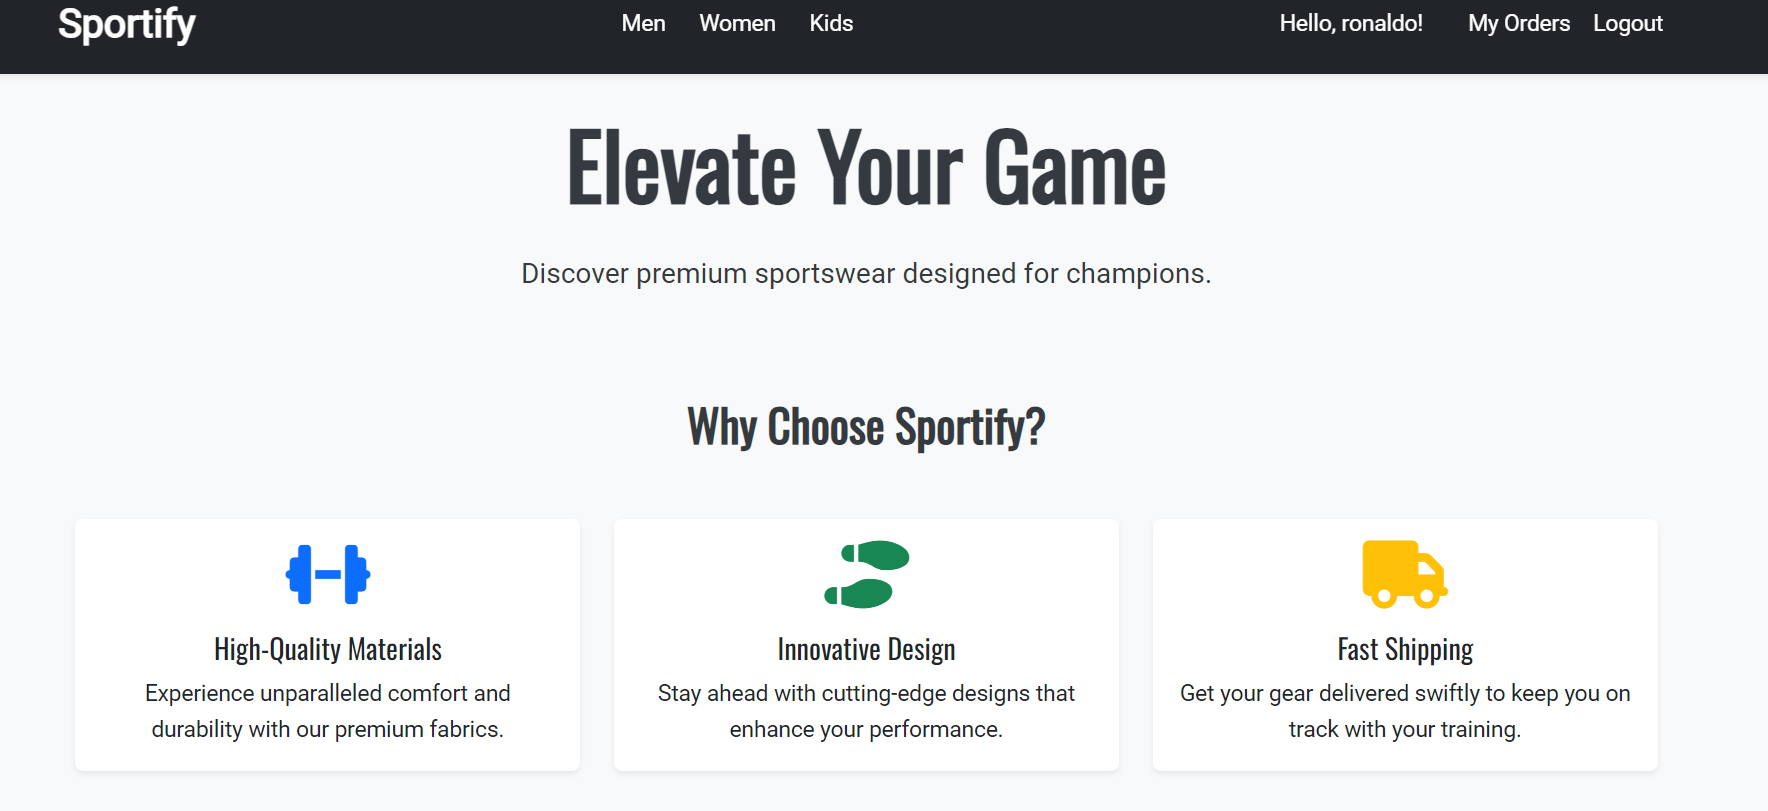 Sportify
Men Women Kids
Hello, ronaldo! My Orders Logout
Elevate Your Game
Discover premium sportswear designed for champions.
Why Choose Sportify?
High-Quality Materials
Experience unparalleled comfort and
durability with our premium fabrics.
Innovative Design
Stay ahead with cutting-edge designs that
enhance your performance.
Fast Shipping
Get your gear delivered swiftly to keep you on
track with your training.